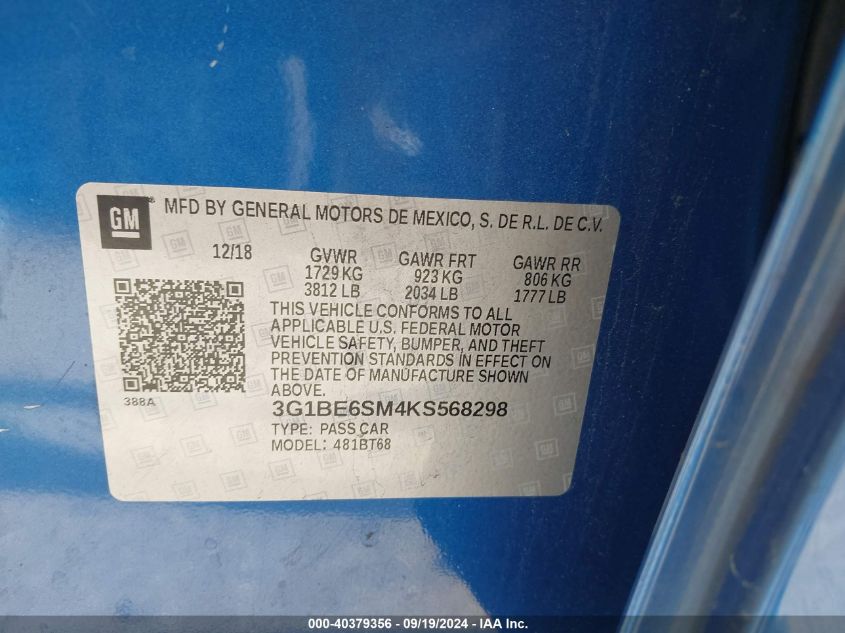 GM ® MFD BY GENERAL MOTORS DE MEXICO, S. DE R.L. DE C.V.
12/18 GVWR GAWR FRT GAWR RR
1729 KG 923 KG 806 KG
3812 LB 2034 LB 1777 LB
THIS VEHICLE CONFORMS TO ALL
APPLICABLE U.S. FEDERAL MOTOR
VEHICLE SAFETY, BUMPER, AND THEFT
PREVENTION STANDARDS IN EFFECT ON
THE DATE OF MANUFACTURE SHOWN
ABOVE.
388A
3G1BE6SM4KS568298
TYPE: PASS CAR
MODEL: 481BT68
000-40379356 - 09/19/2024 - IAAI.com